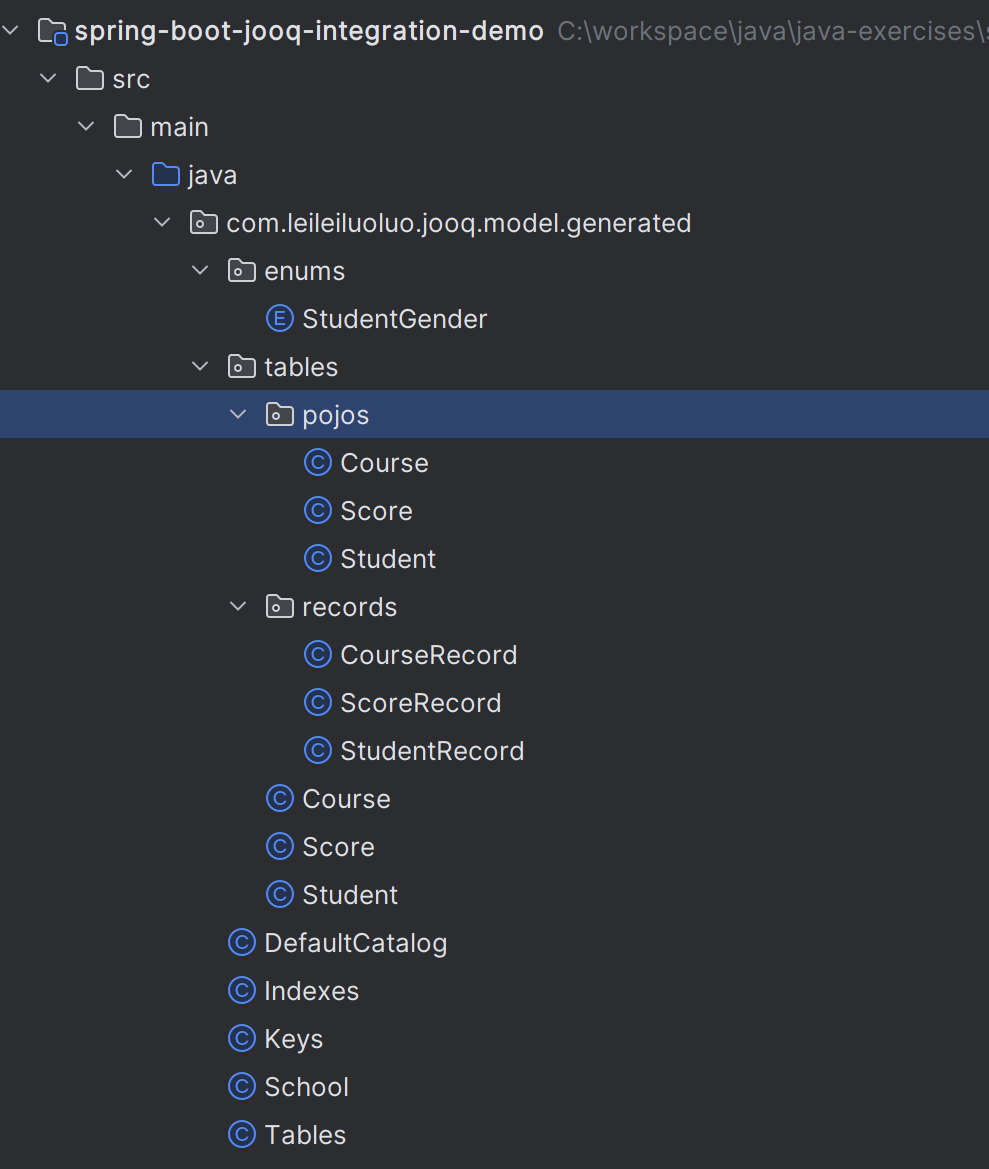 spring-boot-jooq-integration-demo C:\workspace\java\java-exercises\
src
main
java
com.leileiluoluo.jooq.model.generated
enums
E StudentGender
tables
pojos
C Course
C Score
C Student
records
C CourseRecord
C ScoreRecord
C StudentRecord
C Course
C Score
C Student
C DefaultCatalog
C Indexes
C Keys
C School
C Tables